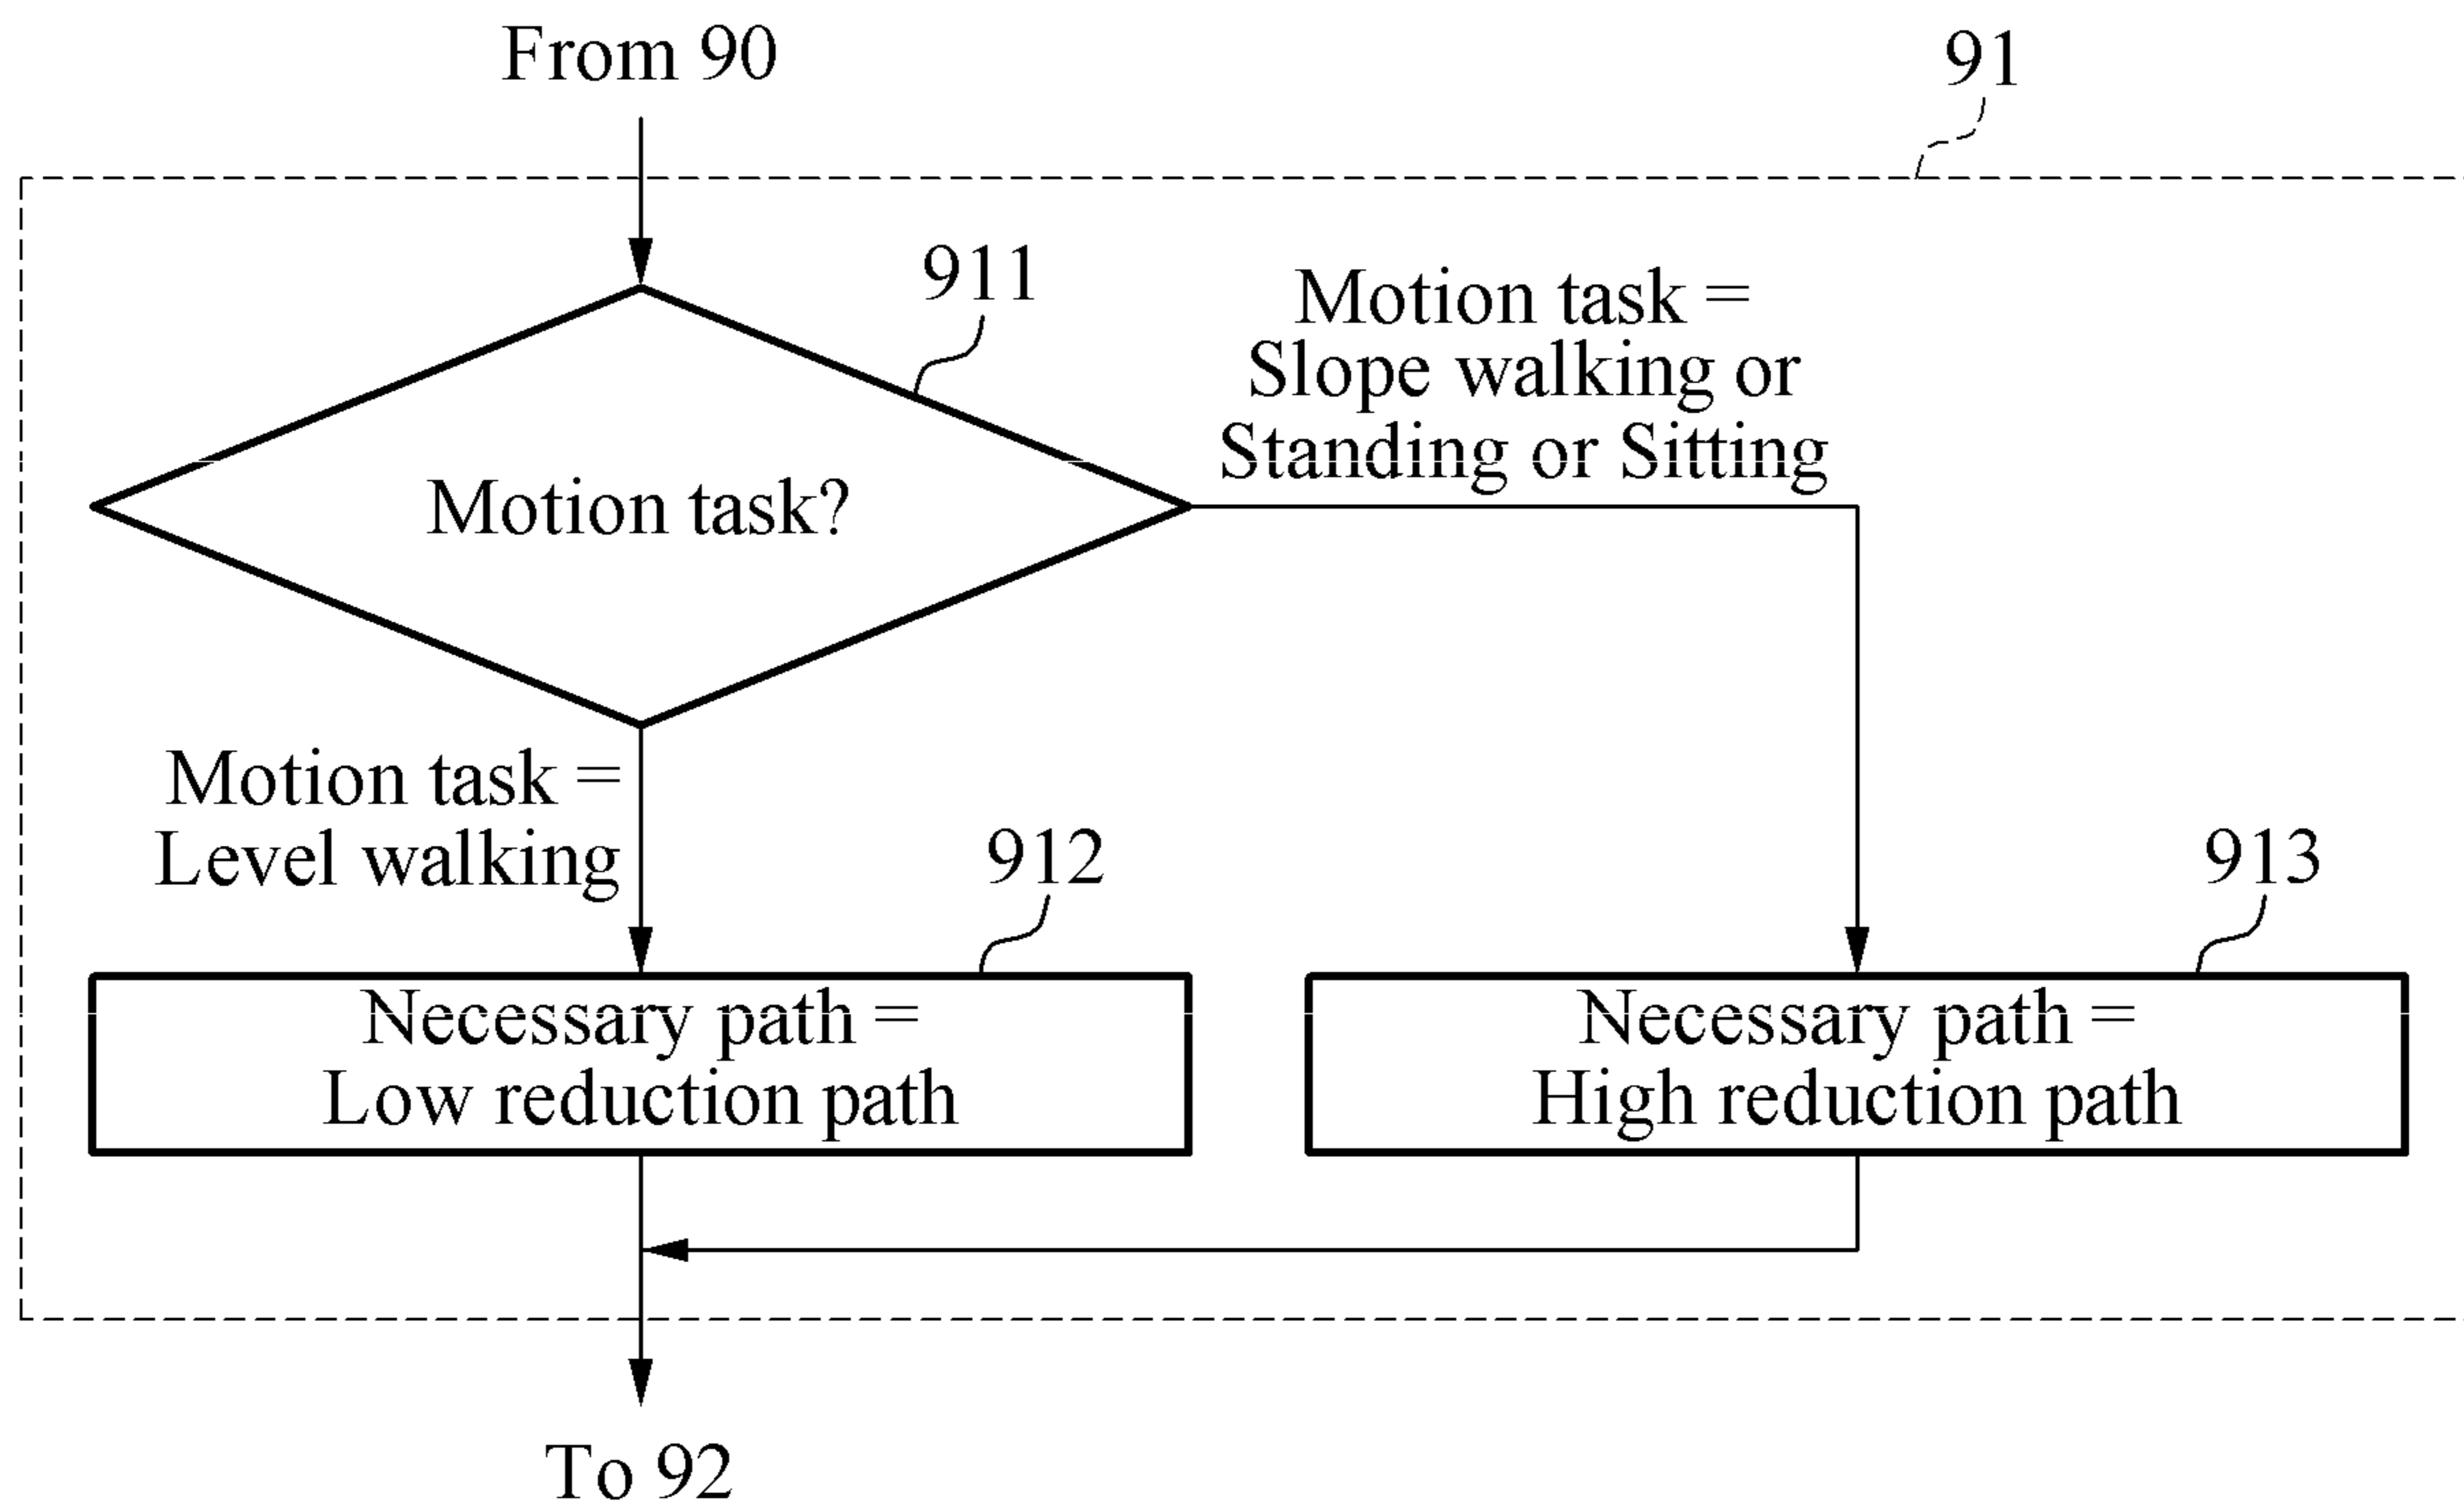 From 90
91
911
Motion task =
Slope walking or
Standing or Sitting
Motion task?
Motion task =
Level walking
912
913
Necessary path =
Low reduction path
Necessary path =
High reduction path
To 92